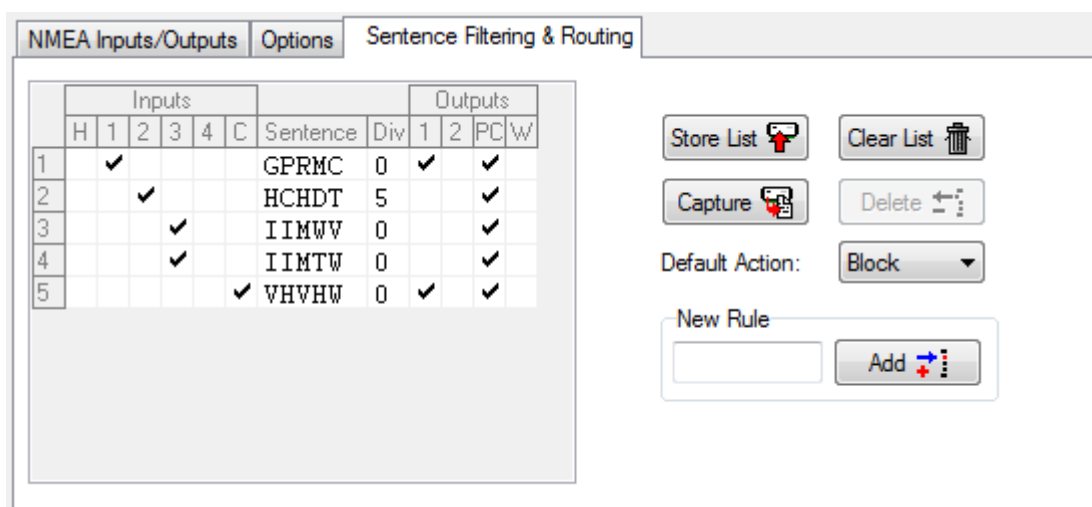 NMEA Inputs/Outputs Options Sentence Filtering & Routing
Inputs Outputs
H 1 2 3 4 C Sentence Div 1 2 PC W
1 GPRMC 0
2 HCHDT 5
3 IIMWV 0
4 IIMTW 0
5 VHVHW 0
Store List Clear List
Capture Delete
Default Action: Block
New Rule
Add